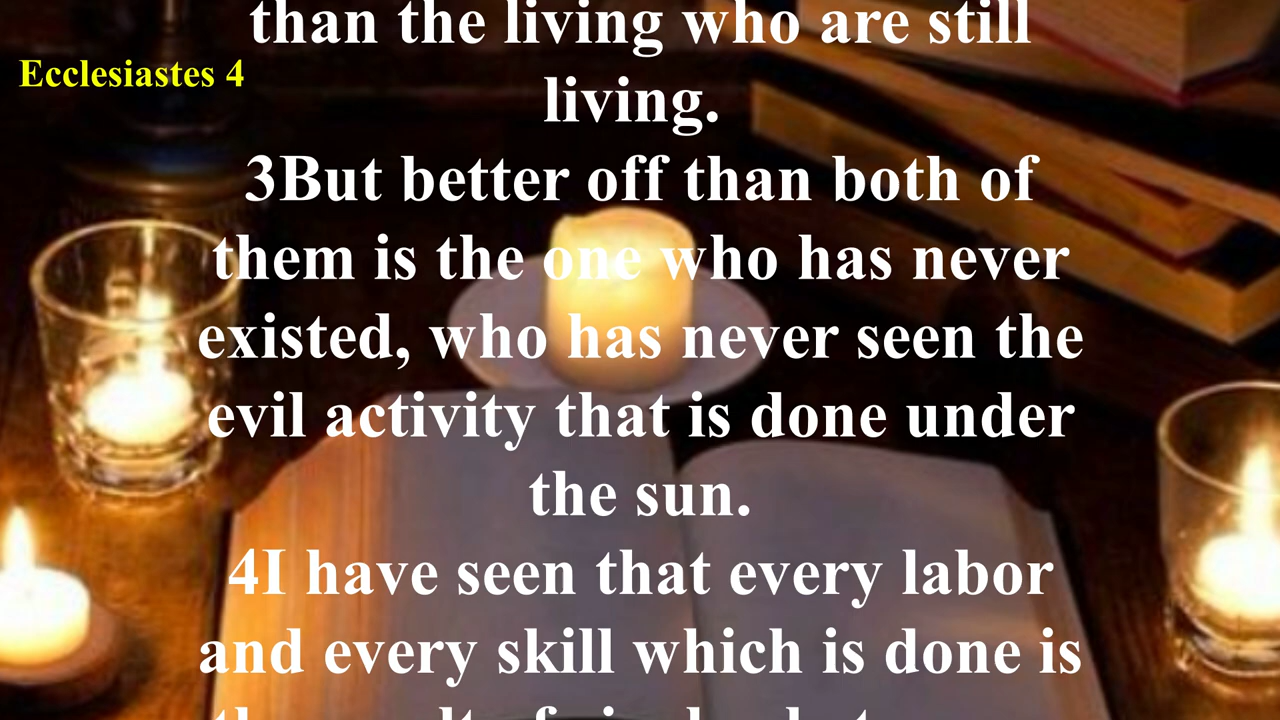 than the living who are still
Ecclesiastes 4
living.
3But better off than both of
them is the one who has never
existed, who has never seen the
evil activity that is done under
the sun.
4I have seen that every labor
and every skill which is done is